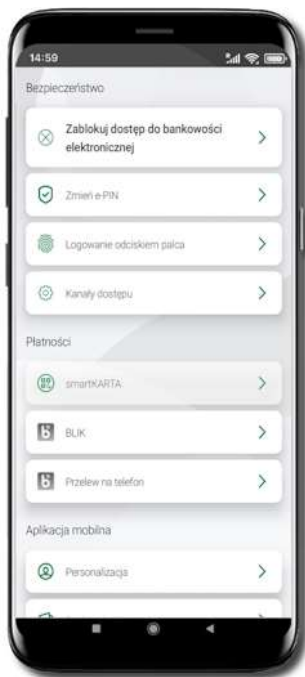 14:59
Bezpieczeństwo
Zablokuj dostęp do bankowości
elektronicznej
Zmień e-PIN
Logowanie odciskiem palca
Kanały dostępu
Płatności
smartKARTA
BLIK
Przelew na telefon
Aplikacja mobilna
Personalizacja